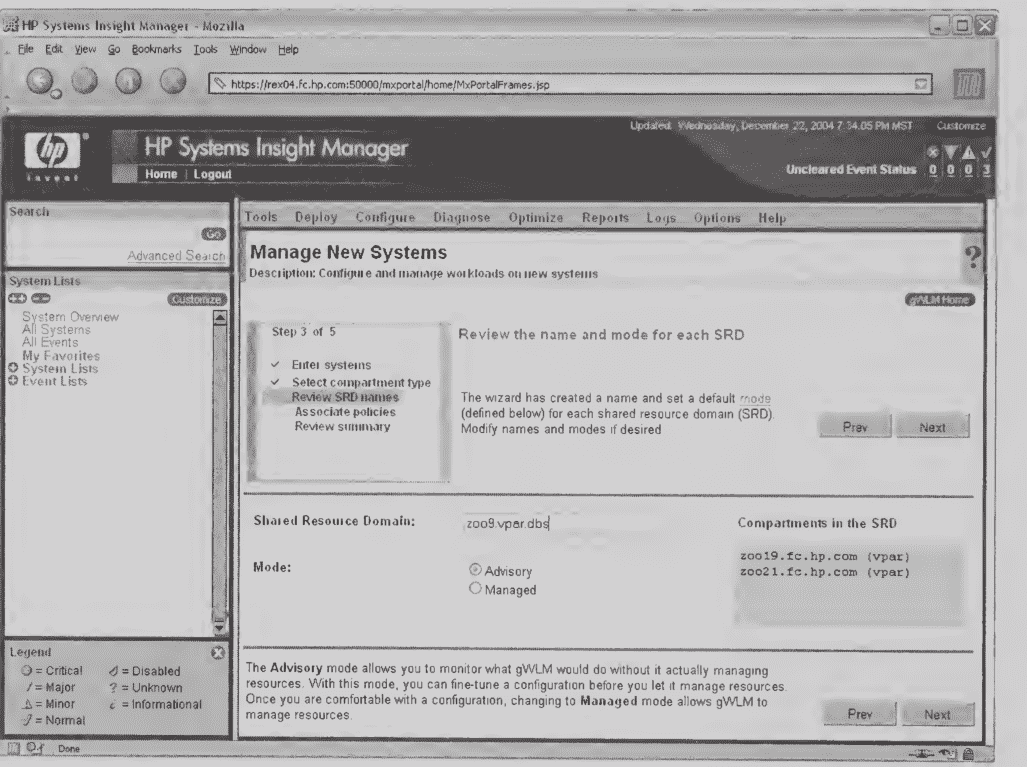 HP Systems Insight Manager - Mozilla
File Edit View Go Bookmarks Tools Window Help
https://rex04.fc.hp.com:50000/mxportal/home/MxPortalFrames.jsp
Updated: Wednesday, December 22, 2004 7:34:05 PM MST Customize
hp
invent
HP Systems Insight Manager
Home | Logout
Uncleared Event Status 0 0 0 3
Search
Go
Advanced Search
System Lists
Customize
System Overview
All Systems
All Events
My Favorites
System Lists
Event Lists
Legend
= Critical = Disabled
= Major ? = Unknown
= Minor i = Informational
= Normal
Tools Deploy Configure Diagnose Optimize Reports Logs Options Help
Manage New Systems
?
Description: Configure and manage workloads on new systems
gWLM Home
Step 3 of 5
✓ Enter systems
✓ Select compartment type
Review SRD names
Associate policies
Review summary
Review the name and mode for each SRD
The wizard has created a name and set a default mode
(defined below) for each shared resource domain (SRD).
Modify names and modes if desired
Prev Next
Shared Resource Domain: zoo9.vpar.dbs
Mode:
Advisory
Managed
Compartments in the SRD
zoo19.fc.hp.com (vpar)
zoo21.fc.hp.com (vpar)
The Advisory mode allows you to monitor what gWLM would do without it actually managing
resources. With this mode, you can fine-tune a configuration before you let it manage resources.
Once you are comfortable with a configuration, changing to Managed mode allows gWLM to
manage resources.
Prev Next
Done